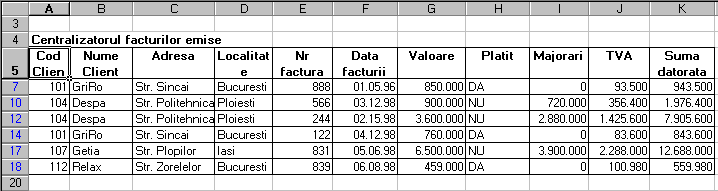 A B C D E F G H I J K
3
4 Centralizatorul facturilor emise
5 Cod Clien Nume Client Adresa Localitat e Nr factura Data facturii Valoare Platit Majorari TVA Suma datorata
7 101 GriRo Str. Sincai Bucuresti 888 01.05.96 850.000 DA 0 93.500 943.500
10 104 Despa Str. Politehnica Ploiesti 566 03.12.98 900.000 NU 720.000 356.400 1.976.400
12 104 Despa Str. Politehnica Ploiesti 244 02.15.98 3.600.000 NU 2.880.000 1.425.600 7.905.600
14 101 GriRo Str. Sincai Bucuresti 122 04.12.98 760.000 DA 0 83.600 843.600
17 107 Getia Str. Plopilor Iasi 831 05.06.98 6.500.000 NU 3.900.000 2.288.000 12.688.000
18 112 Relax Str. Zorelelor Bucuresti 839 06.08.98 459.000 DA 0 100.980 559.980
20